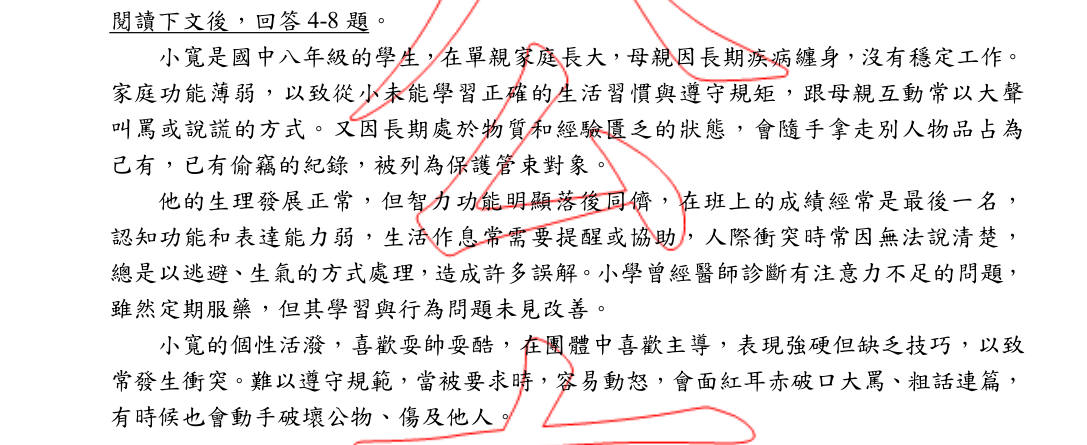 閱讀下文後，回答 4-8 題。
小寬是國中八年級的學生，在單親家庭長大，母親因長期疾病纏身，沒有穩定工作。
家庭功能薄弱，以致從小未能學習正確的生活習慣與遵守規矩，跟母親互動常以大聲
叫罵或說謊的方式。又因長期處於物質和經驗匱乏的狀態，會隨手拿走別人物品占為
己有，已有偷竊的紀錄，被列為保護管束對象。
他的生理發展正常，但智力功能明顯落後同儕，在班上的成績經常是最後一名，
認知功能和表達能力弱，生活作息常需要提醒或協助，人際衝突時常因無法說清楚，
總是以逃避、生氣的方式處理，造成許多誤解。小學曾經醫師診斷有注意力不足的問題，
雖然定期服藥，但其學習與行為問題未見改善。
小寬的個性活潑，喜歡耍帥耍酷，在團體中喜歡主導，表現強硬但缺乏技巧，以致
常發生衝突。難以遵守規範，當被要求時，容易動怒，會面紅耳赤破口大罵、粗話連篇，
有時候也會動手破壞公物、傷及他人。